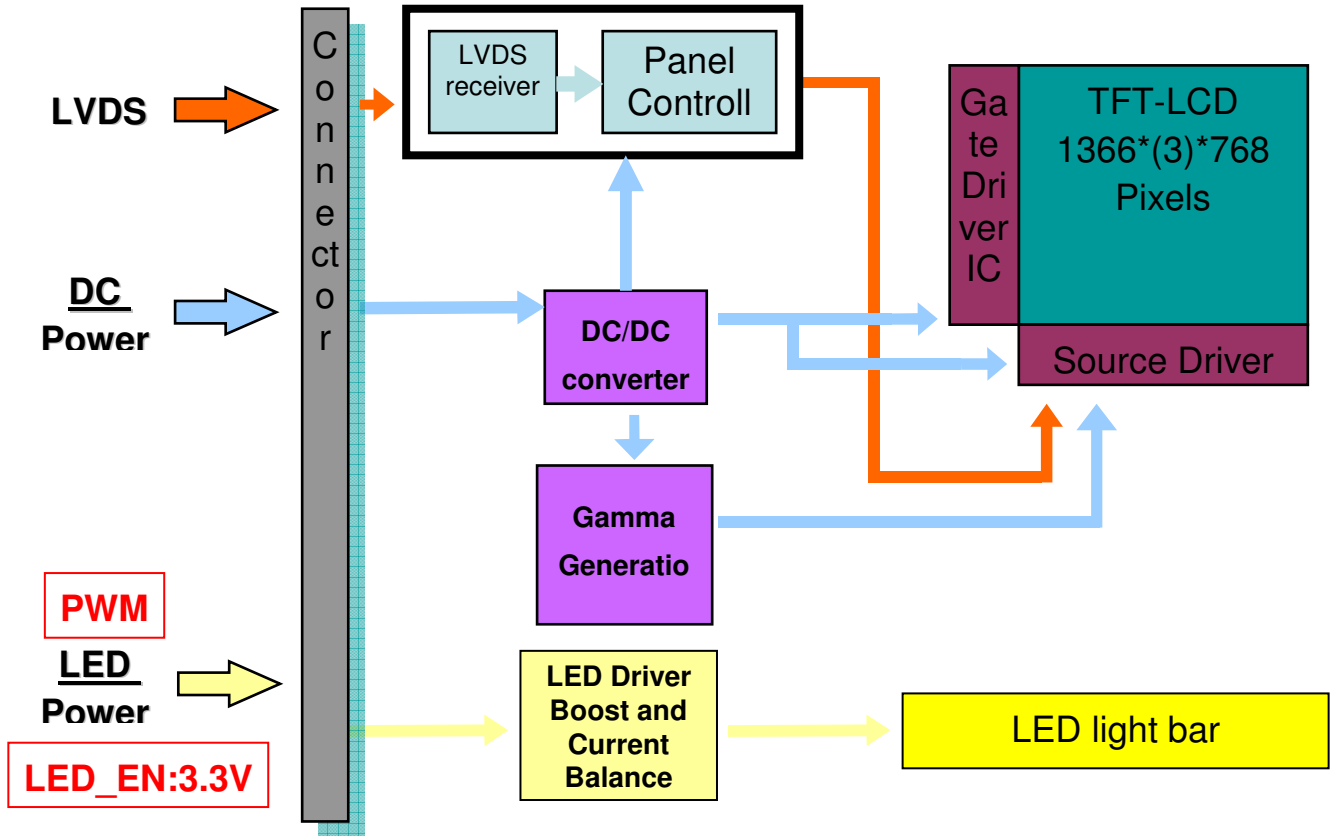 LVDS
DC
Power
PWM
LED
Power
LED_EN:3.3V
C
o
n
n
e
ct
o
r
LVDS
receiver
Panel
Controll
DC/DC
converter
Gamma
Generatio
LED Driver
Boost and
Current
Balance
Ga
te
Dri
ver
IC
TFT-LCD
1366*(3)*768
Pixels
Source Driver
LED light bar